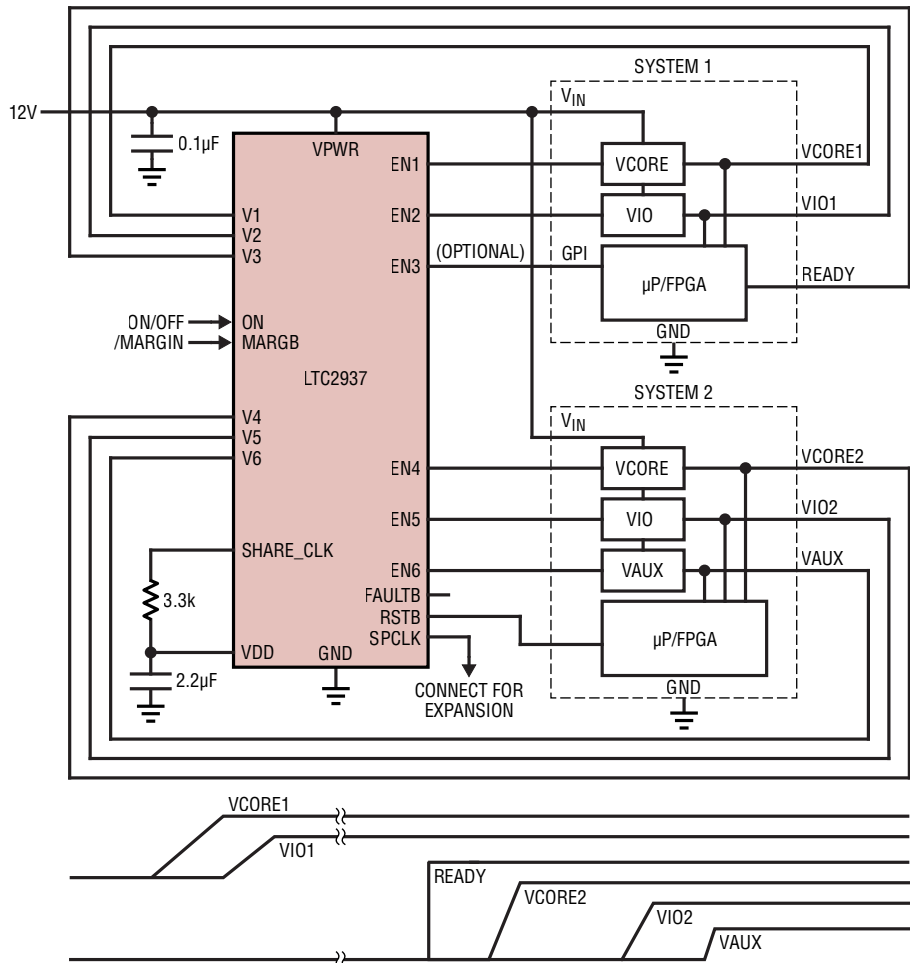 SYSTEM 1
12V
VIN
0.1µF
VPWR
EN1
VCORE
VCORE1
V1
EN2
VIO
VIO1
V2
V3
EN3
(OPTIONAL)
GPI
µP/FPGA
READY
ON/OFF
ON
/MARGIN
MARGB
GND
LTC2937
SYSTEM 2
V4
VIN
V5
V6
EN4
VCORE
VCORE2
EN5
VIO
VIO2
SHARE_CLK
EN6
VAUX
VAUX
3.3k
FAULTB
RSTB
µP/FPGA
SPCLK
VDD
GND
2.2µF
GND
CONNECT FOR
EXPANSION
VCORE1
VIO1
READY
VCORE2
VIO2
VAUX